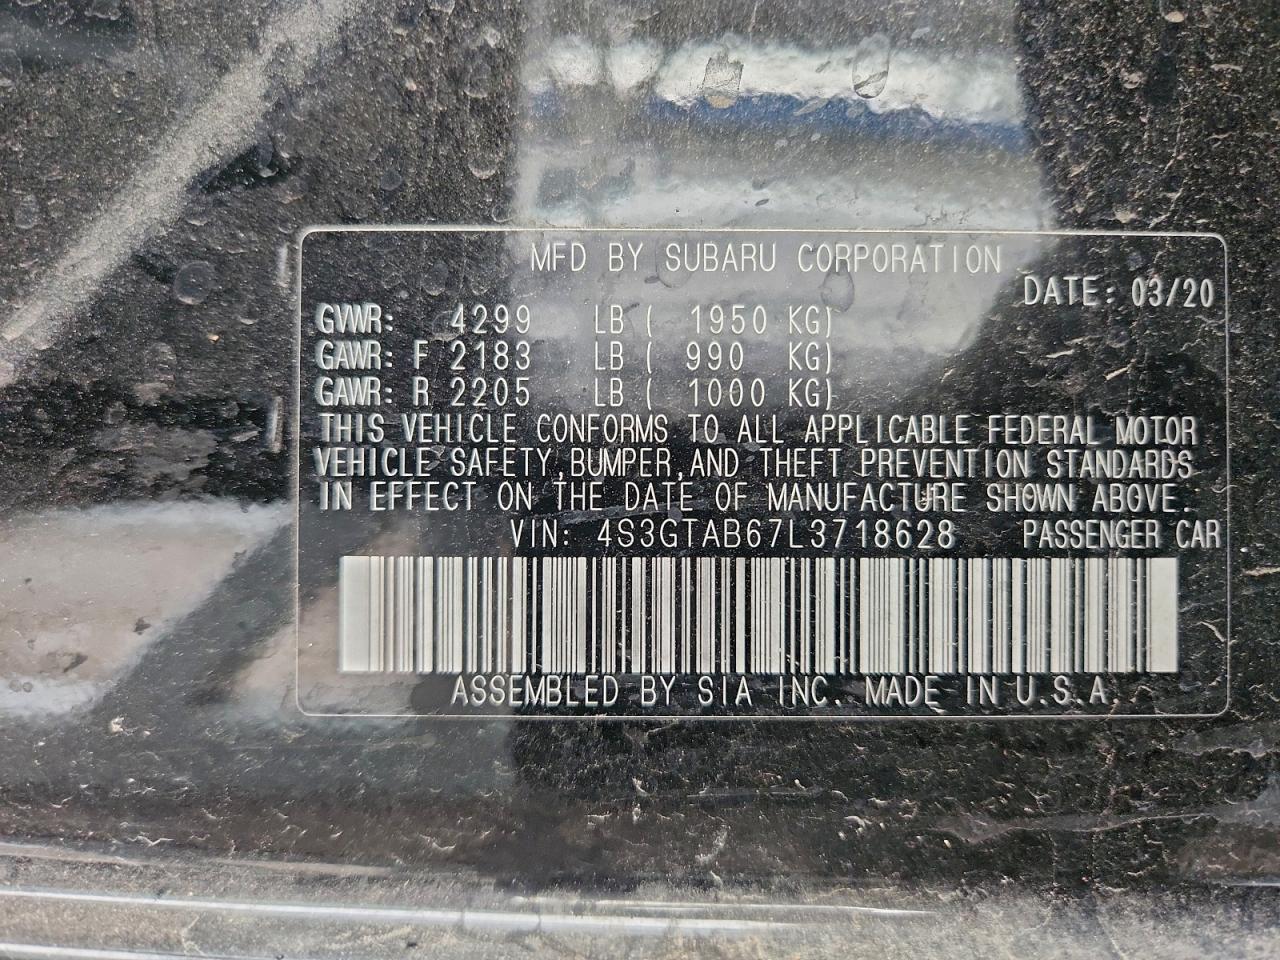 MFD BY SUBARU CORPORATION
DATE: 03/20
GVWR: 4299 LB ( 1950 KG)
GAWR: F 2183 LB ( 990 KG)
GAWR: R 2205 LB ( 1000 KG)
THIS VEHICLE CONFORMS TO ALL APPLICABLE FEDERAL MOTOR
VEHICLE SAFETY,BUMPER,AND THEFT PREVENTION STANDARDS
IN EFFECT ON THE DATE OF MANUFACTURE SHOWN ABOVE.
VIN: 4S3GTAB67L3718628 PASSENGER CAR
ASSEMBLED BY SIA INC. MADE IN U.S.A